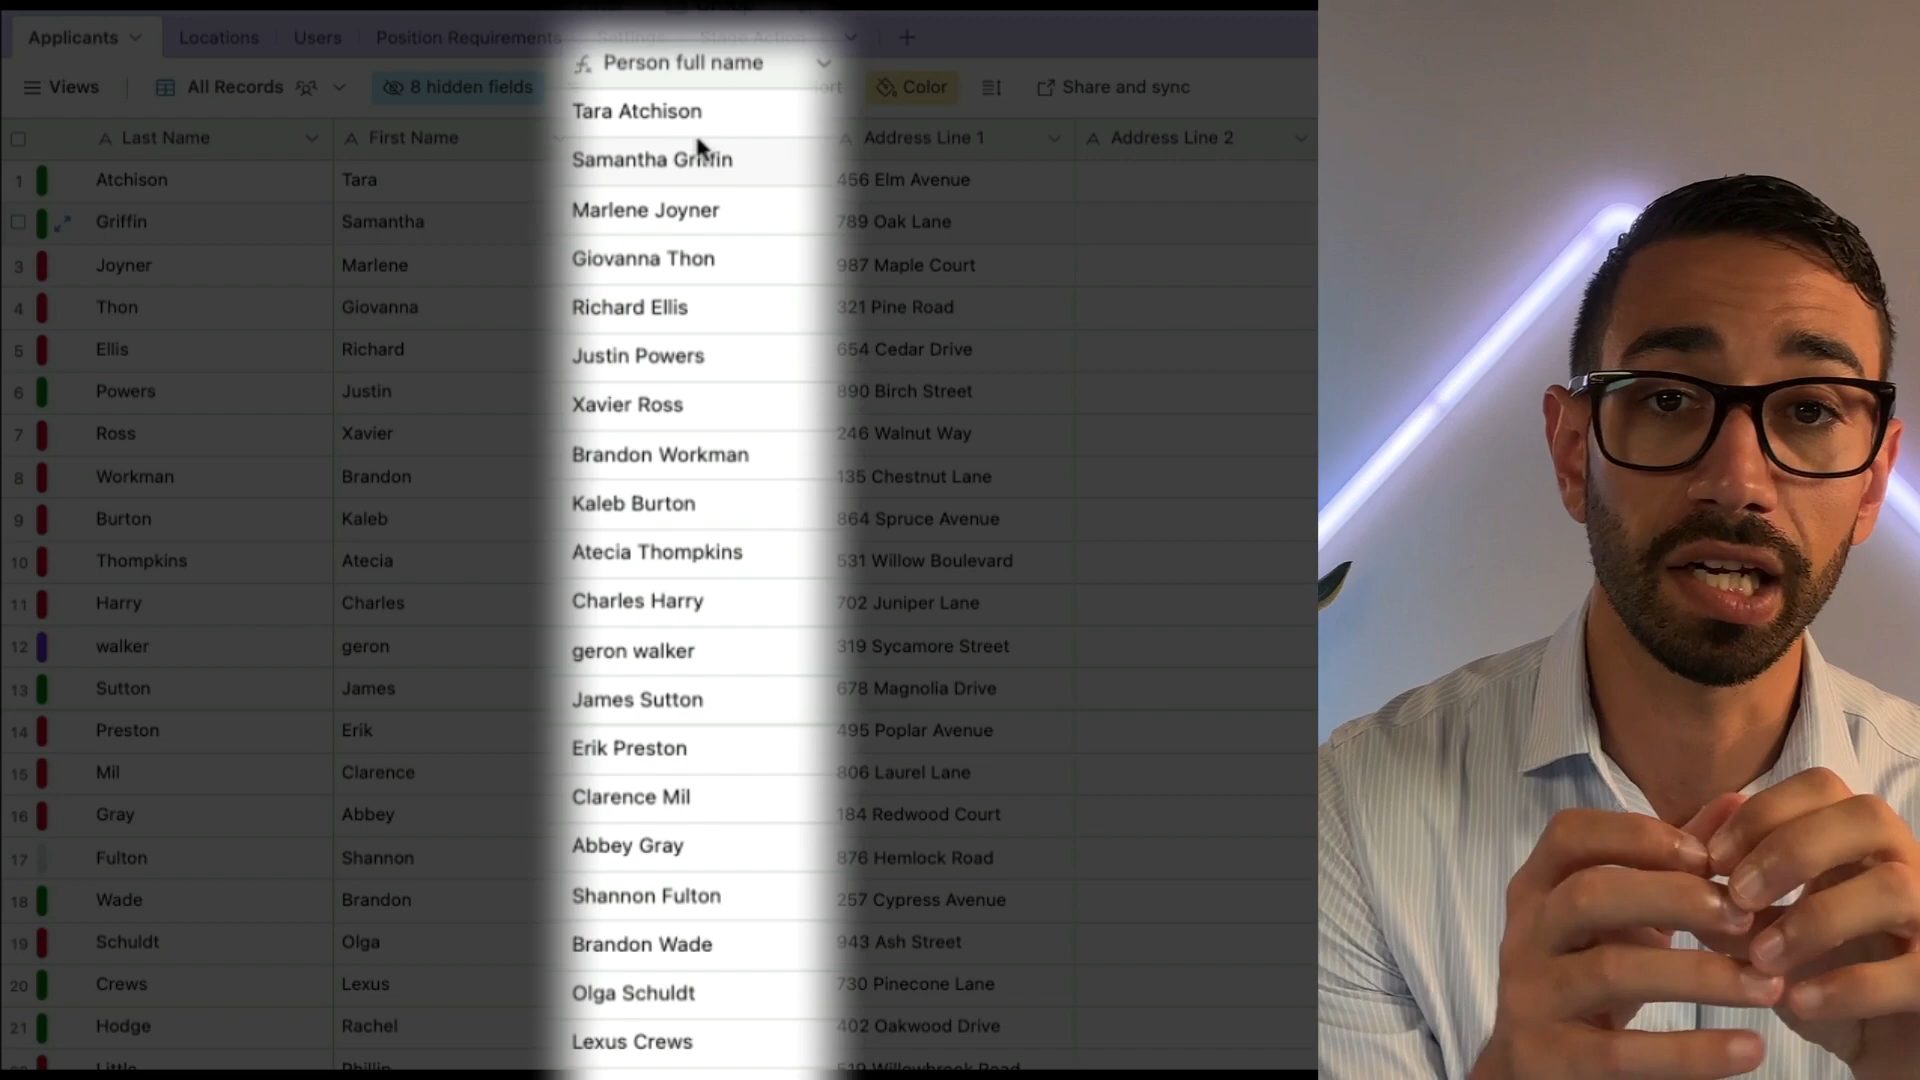 Applicants Locations Users Position Requirements Settings
Person full name
Views All Records 8 hidden fields Color Share and sync
Last Name First Name Address Line 1 Address Line 2
1 Atchison Tara Tara Atchison 456 Elm Avenue
Griffin Samantha Samantha Griffin 789 Oak Lane
3 Joyner Marlene Marlene Joyner 987 Maple Court
4 Thon Giovanna Giovanna Thon 321 Pine Road
5 Ellis Richard Richard Ellis 654 Cedar Drive
6 Powers Justin Justin Powers 890 Birch Street
7 Ross Xavier Xavier Ross 246 Walnut Way
8 Workman Brandon Brandon Workman 135 Chestnut Lane
9 Burton Kaleb Kaleb Burton 864 Spruce Avenue
10 Thompkins Atecia Atecia Thompkins 531 Willow Boulevard
11 Harry Charles Charles Harry 702 Juniper Lane
12 walker geron geron walker 319 Sycamore Street
13 Sutton James James Sutton 678 Magnolia Drive
14 Preston Erik Erik Preston 495 Poplar Avenue
15 Mil Clarence Clarence Mil 806 Laurel Lane
16 Gray Abbey Abbey Gray 184 Redwood Court
17 Fulton Shannon Shannon Fulton 876 Hemlock Road
18 Wade Brandon Brandon Wade 257 Cypress Avenue
19 Schuldt Olga Olga Schuldt 943 Ash Street
20 Crews Lexus Lexus Crews 730 Pinecone Lane
21 Hodge Rachel 402 Oakwood Drive